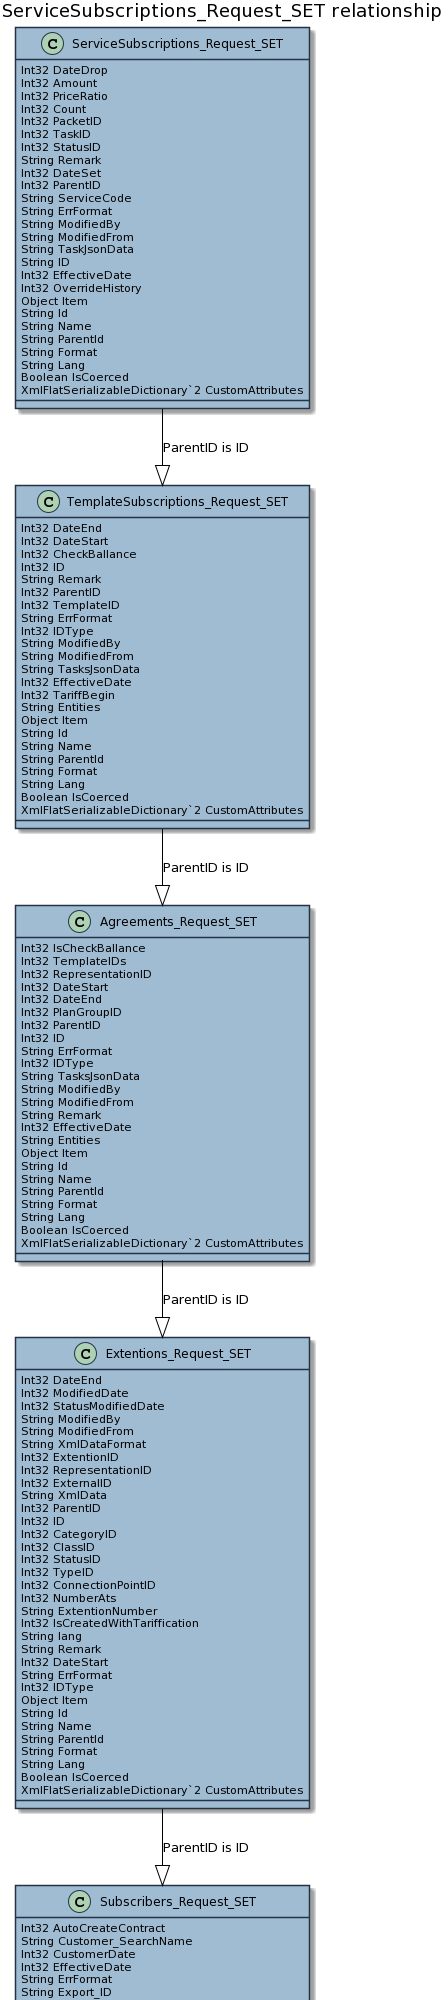 ServiceSubscriptions_Request_SET relationship
C ServiceSubscriptions_Request_SET
Int32 DateDrop
Int32 Amount
Int32 PriceRatio
Int32 Count
Int32 PacketID
Int32 TaskID
Int32 StatusID
String Remark
Int32 DateSet
Int32 ParentID
String ServiceCode
String ErrFormat
String ModifiedBy
String ModifiedFrom
String TaskJsonData
String ID
Int32 EffectiveDate
Int32 OverrideHistory
Object Item
String Id
String Name
String ParentId
String Format
String Lang
Boolean IsCoerced
XmlFlatSerializableDictionary`2 CustomAttributes
ParentID is ID
C TemplateSubscriptions_Request_SET
Int32 DateEnd
Int32 DateStart
Int32 CheckBallance
Int32 ID
String Remark
Int32 ParentID
Int32 TemplateID
String ErrFormat
Int32 IDType
String ModifiedBy
String ModifiedFrom
String TasksJsonData
Int32 EffectiveDate
Int32 TariffBegin
String Entities
Object Item
String Id
String Name
String ParentId
String Format
String Lang
Boolean IsCoerced
XmlFlatSerializableDictionary`2 CustomAttributes
ParentID is ID
C Agreements_Request_SET
Int32 IsCheckBallance
Int32 TemplateIDs
Int32 RepresentationID
Int32 DateStart
Int32 DateEnd
Int32 PlanGroupID
Int32 ParentID
Int32 ID
String ErrFormat
Int32 IDType
String TasksJsonData
String ModifiedBy
String ModifiedFrom
String Remark
Int32 EffectiveDate
String Entities
Object Item
String Id
String Name
String ParentId
String Format
String Lang
Boolean IsCoerced
XmlFlatSerializableDictionary`2 CustomAttributes
ParentID is ID
C Extentions_Request_SET
Int32 DateEnd
Int32 ModifiedDate
Int32 StatusModifiedDate
String ModifiedBy
String ModifiedFrom
String XmlDataFormat
Int32 ExtentionID
Int32 RepresentationID
Int32 ExternalID
String XmlData
Int32 ParentID
Int32 ID
Int32 CategoryID
Int32 ClassID
Int32 StatusID
Int32 TypeID
Int32 ConnectionPointID
Int32 NumberAts
String ExtentionNumber
Int32 IsCreatedWithTariffication
String lang
String Remark
Int32 DateStart
String ErrFormat
Int32 IDType
Object Item
String Id
String Name
String ParentId
String Format
String Lang
Boolean IsCoerced
XmlFlatSerializableDictionary`2 CustomAttributes
ParentID is ID
C Subscribers_Request_SET
Int32 AutoCreateContract
String Customer_SearchName
Int32 CustomerDate
Int32 EffectiveDate
String ErrFormat
String Export_ID